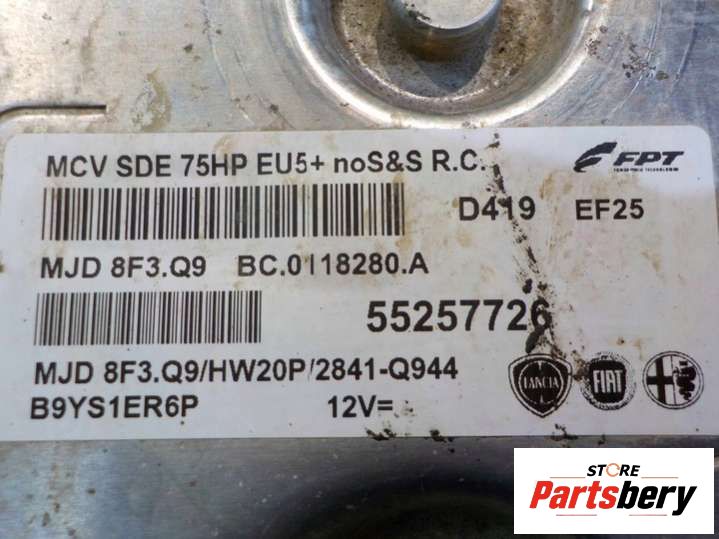 MCV SDE 75HP EU5+ noS&S R.C.
FPT
D419 EF25
MJD 8F3.Q9 BC.0118280.A
55257726
MJD 8F3.Q9/HW20P/2841-Q944
LANCIA FIAT
B9YS1ER6P 12V=
STORE
Partsbery